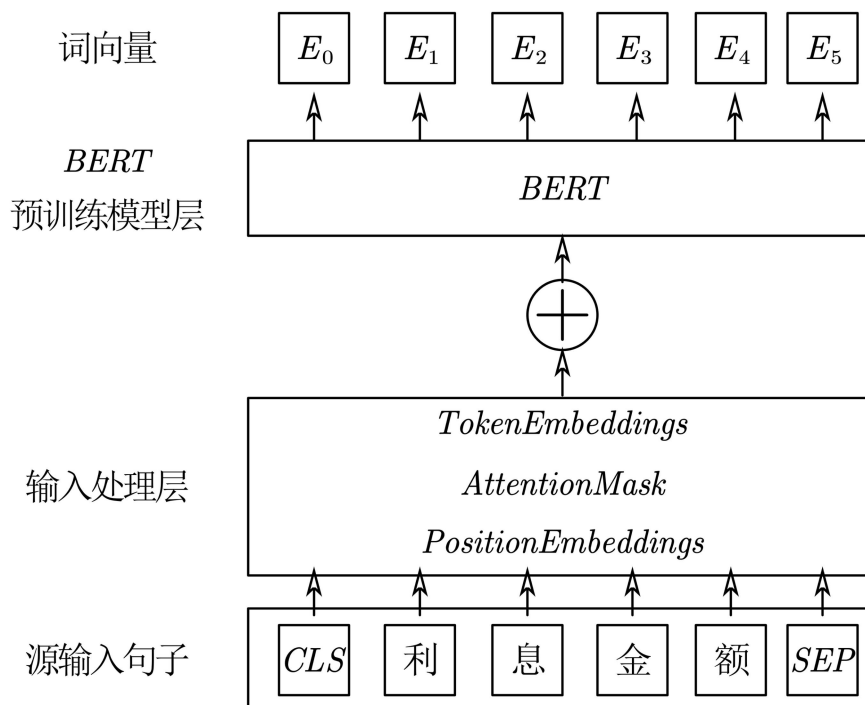 词向量 E₀ E₁ E₂ E₃ E₄ E₅
BERT
预训练模型层
BERT
TokenEmbeddings
输入处理层
AttentionMask
PositionEmbeddings
源输入句子 CLS 利 息 金 额 SEP